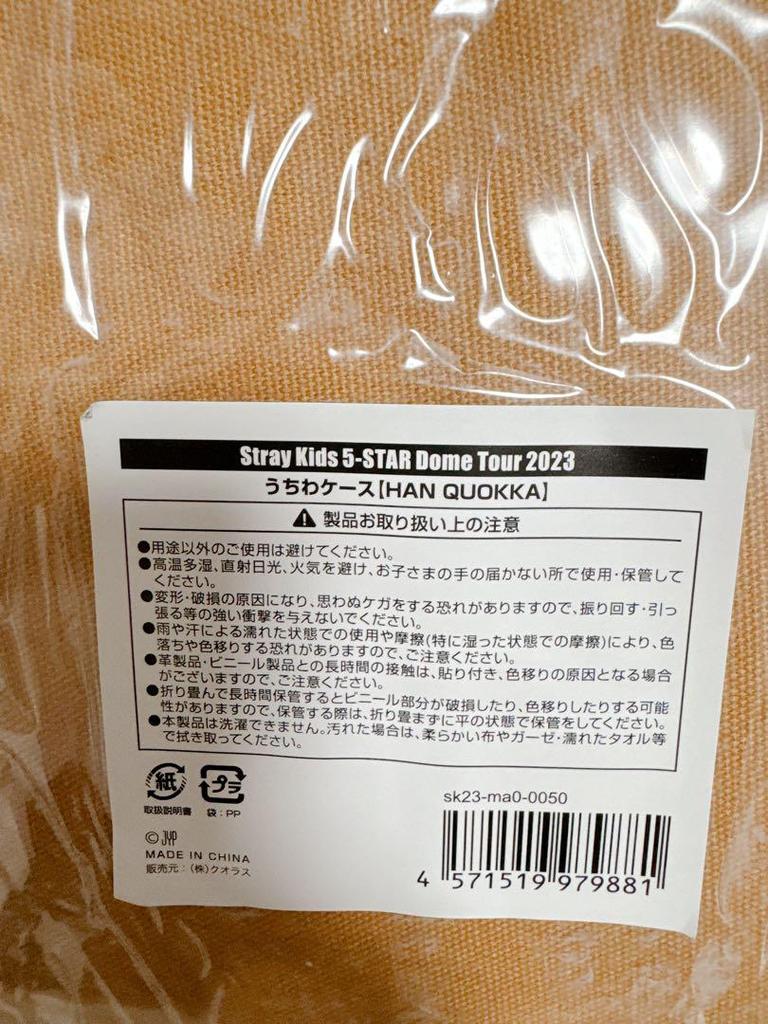 Stray Kids 5-STAR Dome Tour 2023
うちわケース【HAN QUOKKA】
⚠ 製品お取り扱い上の注意
●用途以外のご使用は避けてください。
●高温多湿、直射日光、火気を避け、お子さまの手の届かない所で使用・保管して
ください。
●変形・破損の原因になり、思わぬケガをする恐れがありますので、振り回す・引っ
張る等の強い衝撃を与えないでください。
●雨や汗による濡れた状態での使用や摩擦(特に湿った状態での摩擦)により、色
落ちや色移りする恐れがありますので、ご注意ください。
●革製品・ビニール製品との長時間の接触は、貼り付き、色移りの原因となる場合
がございますので、ご注意ください。
●折り畳んで長時間保管するとビニール部分が破損したり、色移りしたりする可能
性がありますので、保管する際は、折り畳まずに平の状態で保管をしてください。
●本製品は洗濯できません。汚れた場合は、柔らかい布やガーゼ・濡れたタオル等
で拭き取ってください。
紙 プラ
取扱説明書 袋：PP
sk23-ma0-0050
© JYP
MADE IN CHINA
販売元：(株)クオラス
4 571519 979881